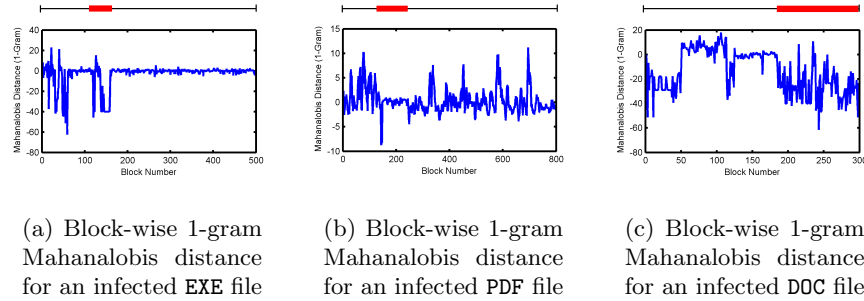 40
20
0
-20
-40
-60
-80
0 100 200 300 400 500
Block Number
Mahanalobis Distance (1-Gram)
15
10
5
0
-5
-10
0 200 400 600 800
Block Number
Mahanalobis Distance (1-Gram)
20
0
-20
-40
-60
-80
0 50 100 150 200 250 300
Block Number
Mahanalobis Distance (1-Gram)
(a) Block-wise 1-gram
Mahanalobis distance
for an infected EXE file
(b) Block-wise 1-gram
Mahanalobis distance
for an infected PDF file
(c) Block-wise 1-gram
Mahanalobis distance
for an infected DOC file